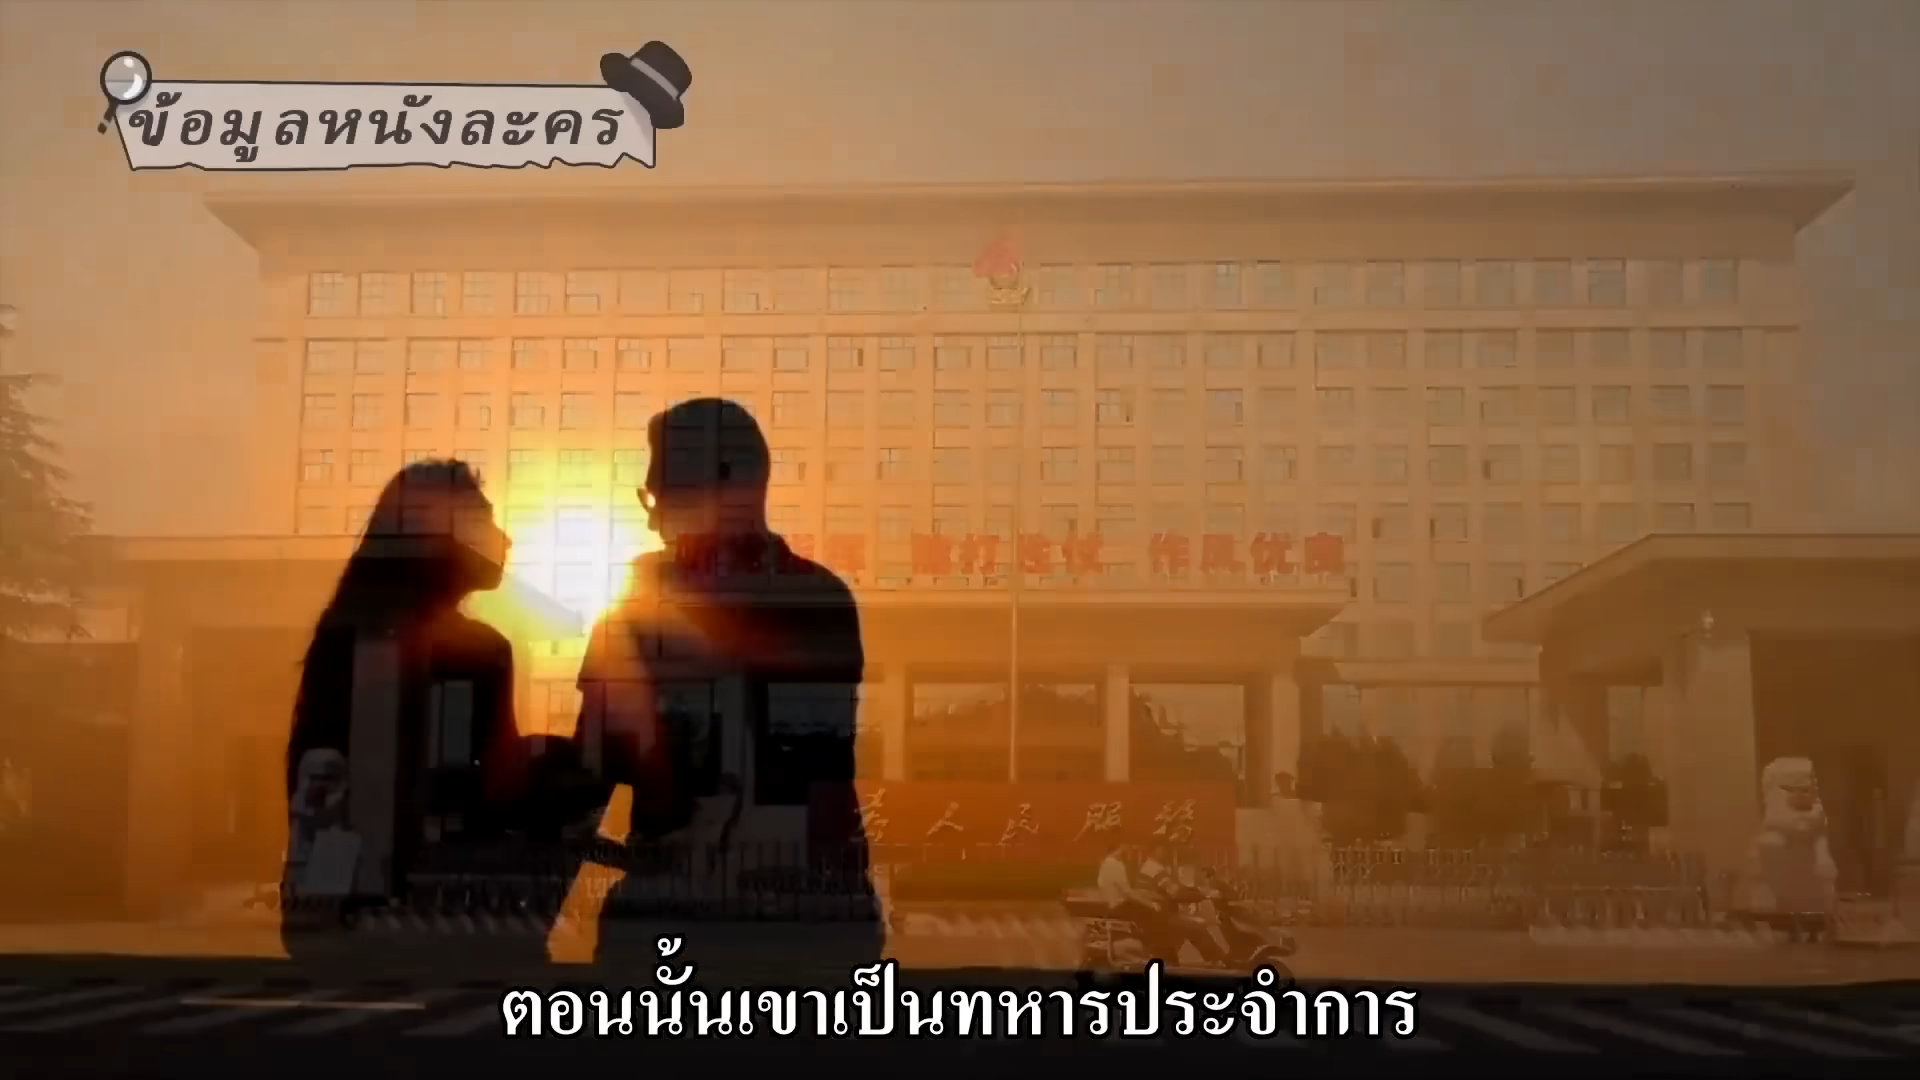 ข้อมูลหนังละคร
作风优良
为人民服務
ตอนนั้นเขาเป็นทหารประจำการ